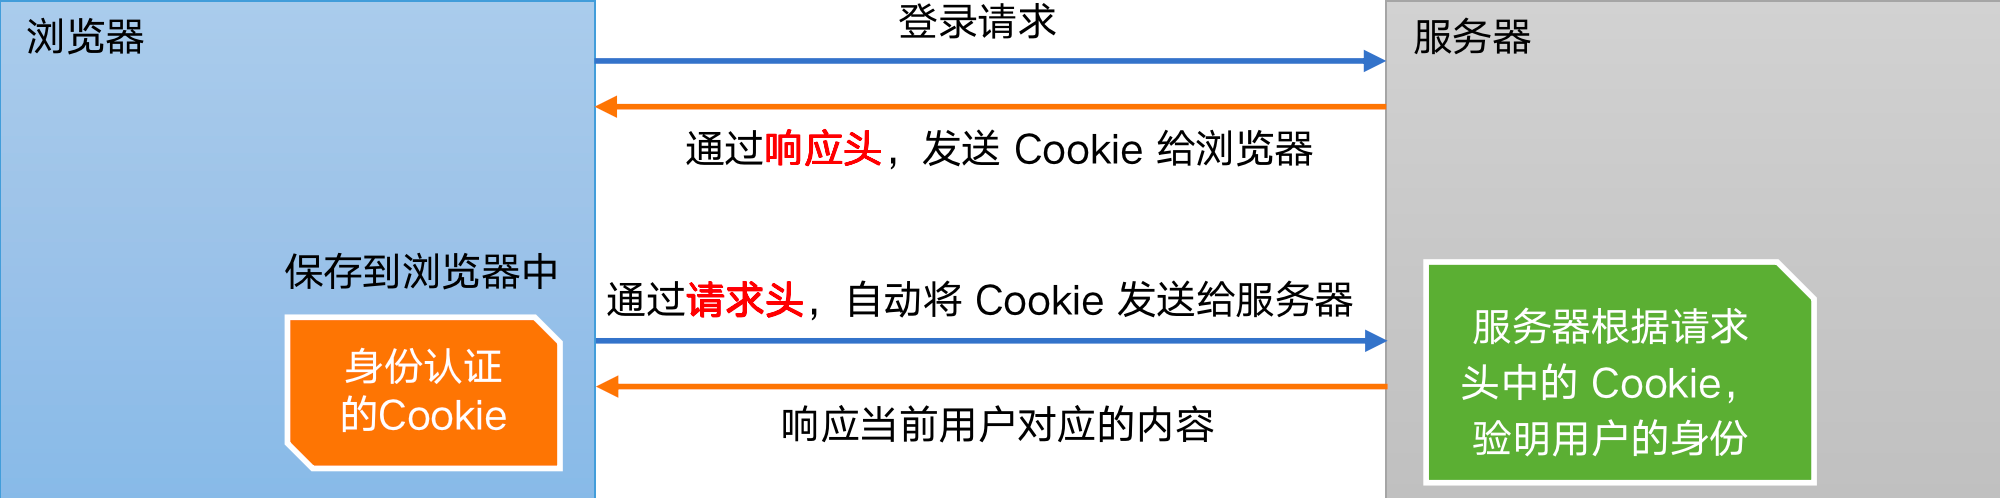 浏览器
登录请求
服务器
通过响应头，发送 Cookie 给浏览器
保存到浏览器中
通过请求头，自动将 Cookie 发送给服务器
身份认证
的Cookie
服务器根据请求
头中的 Cookie，
验明用户的身份
响应当前用户对应的内容